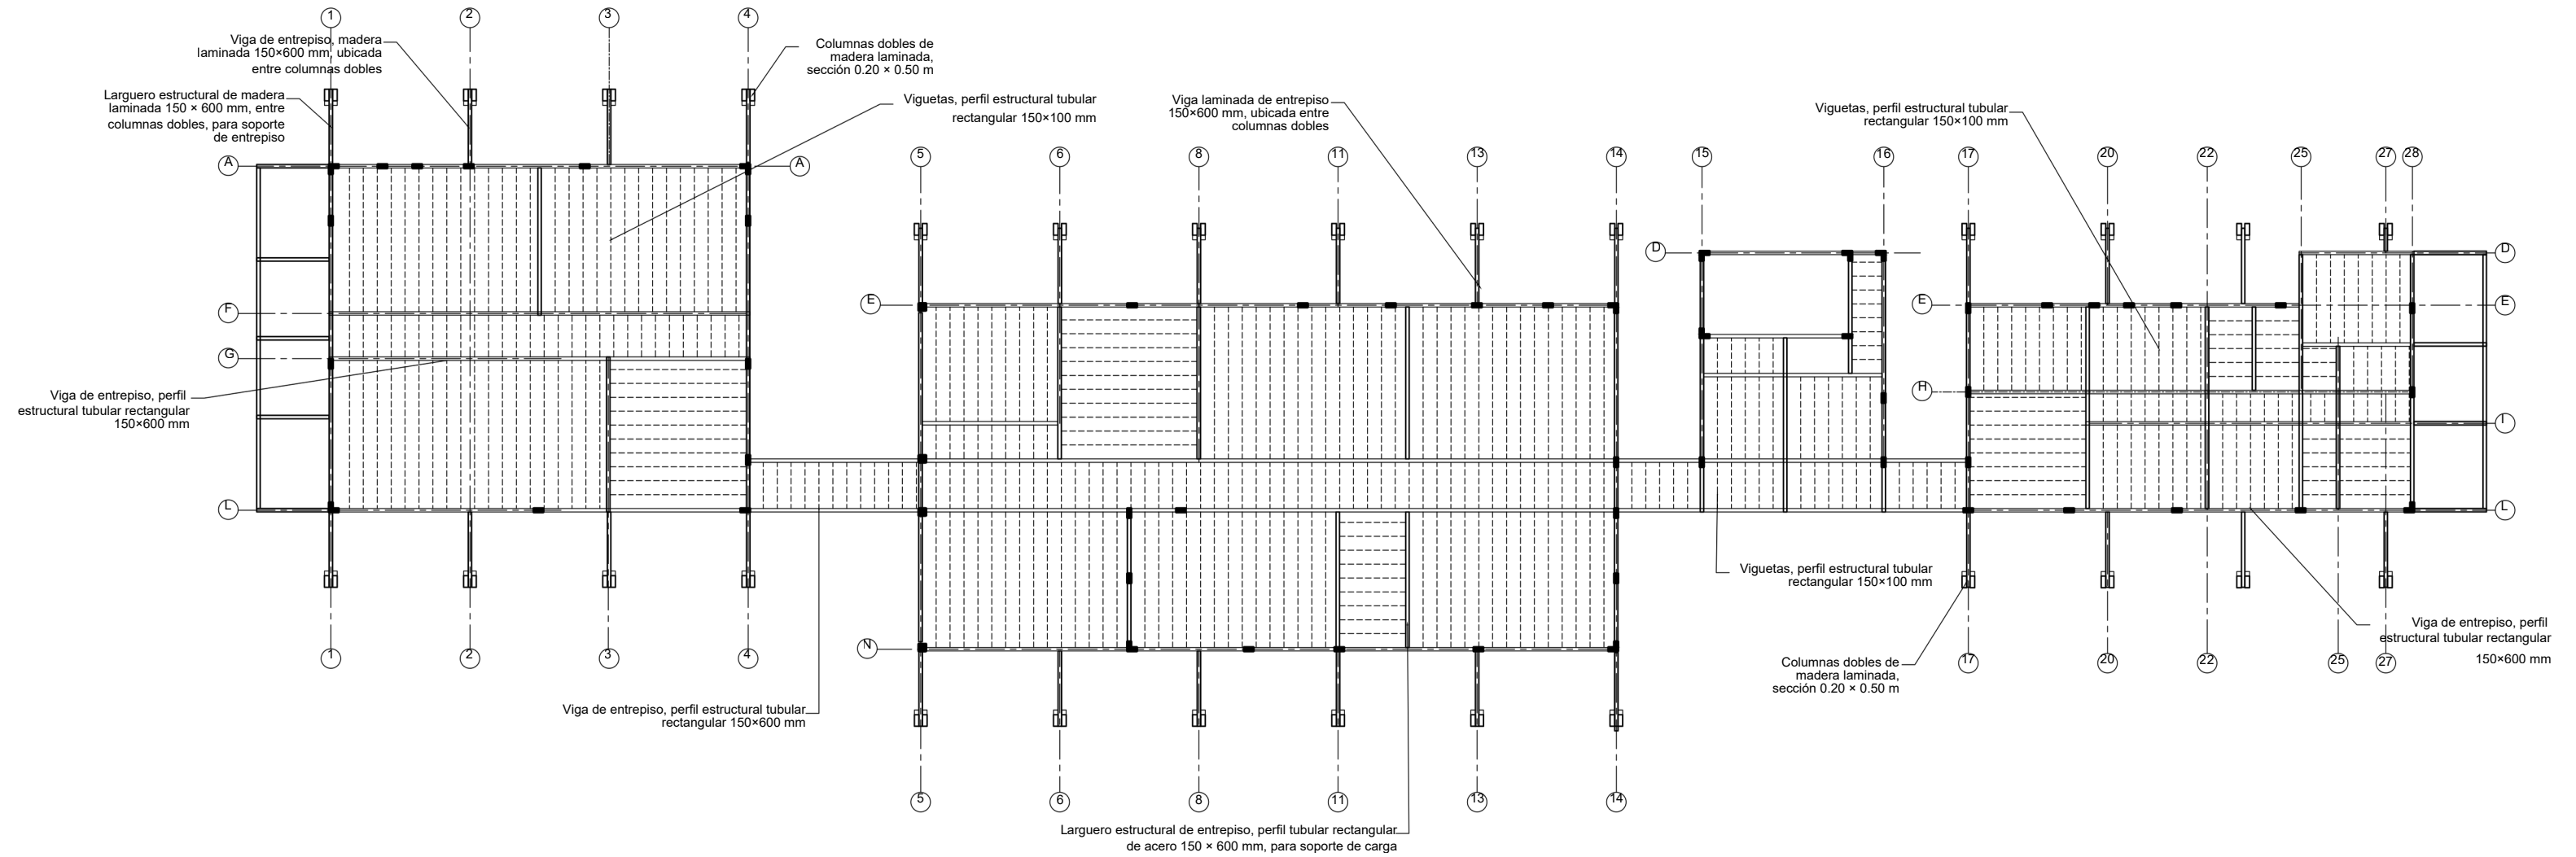 1
2
3
4
Viga de entrepiso, madera
laminada 150×600 mm, ubicada
entre columnas dobles
Columnas dobles de
madera laminada,
sección 0.20 × 0.50 m
Larguero estructural de madera
laminada 150 × 600 mm, entre
columnas dobles, para soporte
de entrepiso
Viguetas, perfil estructural tubular
rectangular 150×100 mm
Viga laminada de entrepiso
150×600 mm, ubicada entre
columnas dobles
Viguetas, perfil estructural tubular
rectangular 150×100 mm
A
A
5
6
8
11
13
14
15
16
17
20
22
25
27
28
D
D
E
E
E
F
G
H
I
Viga de entrepiso, perfil
estructural tubular rectangular
150×600 mm
L
L
Viguetas, perfil estructural tubular
rectangular 150×100 mm
N
1
2
3
4
Viga de entrepiso, perfil
estructural tubular rectangular
150×600 mm
Columnas dobles de
madera laminada,
sección 0.20 × 0.50 m
17
20
22
25
27
Viga de entrepiso, perfil estructural tubular
rectangular 150×600 mm
5
6
8
11
13
14
Larguero estructural de entrepiso, perfil tubular rectangular
de acero 150 × 600 mm, para soporte de carga